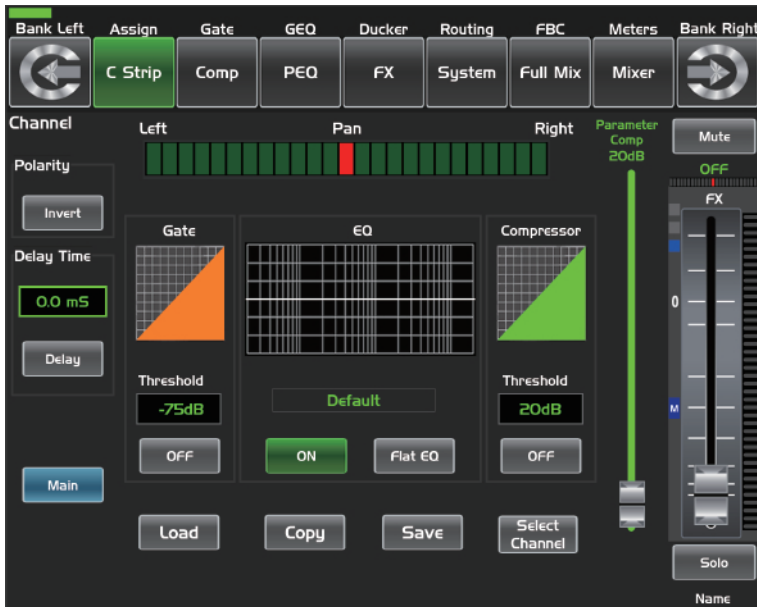 Bank Left Assign Gate GEQ Ducker Routing FBC Meters Bank Right
C Strip Comp PEQ FX System Full Mix Mixer
Channel
Left Pan Right
Parameter
Comp
20dB
Mute
OFF
FX
Polarity
Invert
Gate EQ Compressor
Delay Time
0.0 mS
0
Delay
Threshold
-75dB
OFF
Default
ON Flat EQ
Threshold
20dB
OFF
M
Main
Load Copy Save Select
Channel
Solo
Name